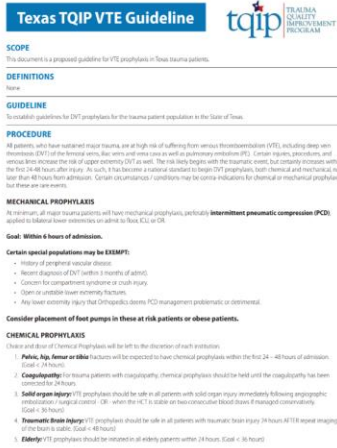 Texas TQIP VTE Guideline
tqip
TRAUMA
QUALITY
IMPROVEMENT
PROGRAM
SCOPE
This document is a proposed guideline for VTE prophylaxis in Texas trauma patients.
DEFINITIONS
None
GUIDELINE
To establish guidelines for DVT prophylaxis for the trauma patient population in the State of Texas.
PROCEDURE
All patients, who have sustained major trauma, are at high risk of suffering from venous thromboembolism (VTE), including deep vein
thrombosis (DVT) of the femoral veins, iliac veins and vena cava as well as pulmonary embolism (PE). Certain injuries, procedures, and
venous lines increase the risk of upper extremity DVT as well. The risk likely begins with the traumatic event, but certainly increases with
the first 24-48 hours after injury. As such, it has become a national standard to begin DVT prophylaxis, both chemical and mechanical, no
later than 48 hours from admission. Certain circumstances / conditions may be contra-indications for chemical or mechanical prophylaxis
but these are rare events.
MECHANICAL PROPHYLAXIS
At minimum, all major trauma patients will have mechanical prophylaxis, preferably intermittent pneumatic compression (PCD),
applied to bilateral lower extremities on admit to floor, ICU, or OR.
Goal: Within 6 hours of admission.
Certain special populations may be EXEMPT:
• History of peripheral vascular disease.
• Recent diagnosis of DVT (within 3 months of admit).
• Concern for compartment syndrome or crush injury.
• Open or unstable lower extremity fractures.
• Any lower extremity injury that Orthopedics deems PCD management problematic or detrimental.
Consider placement of foot pumps in these at risk patients or obese patients.
CHEMICAL PROPHYLAXIS
Choice and dose of Chemical Prophylaxis will be left to the discretion of each institution.
1. Pelvic, hip, femur or tibia fractures will be expected to have chemical prophylaxis within the first 24 – 48 hours of admission.
(Goal < 24 hours)
2. Coagulopathy: For trauma patients with coagulopathy, chemical prophylaxis should be held until the coagulopathy has been
corrected for 24 hours.
3. Solid organ injury: VTE prophylaxis should be safe in all patients with solid organ injury immediately following angiographic
embolization / surgical control - OR - when the HCT is stable on two consecutive blood draws if managed conservatively.
(Goal < 36 hours)
4. Traumatic Brain Injury: VTE prophylaxis should be safe in all patients with traumatic brain injury 24 hours AFTER repeat imaging
of the brain is stable. (Goal < 48 hours)
5. Elderly: VTE prophylaxis should be initiated in all elderly patients within 24 hours. (Goal < 36 hours)